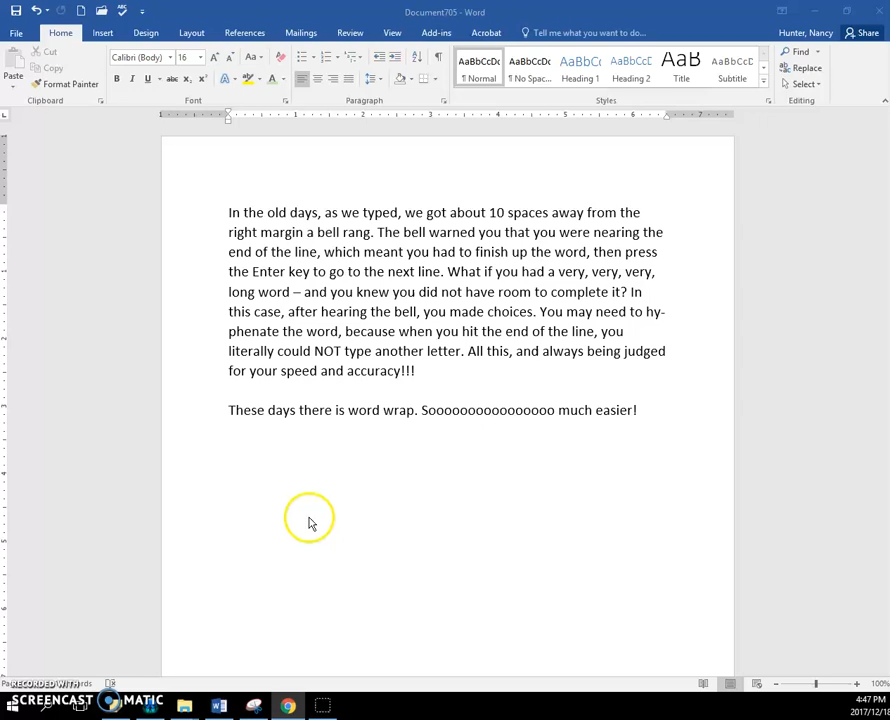 Document705 - Word
Hunter, Nancy
Share
File Home Insert Design Layout References Mailings Review View Add-ins Acrobat Tell me what you want to do...
Paste
Cut
Copy
Format Painter
Clipboard
Calibri (Body) 16
Font
Paragraph
AaBbCcDc AaBbCcDc AaBbCc AaBbCcD AaB AaBbCcD
¶ Normal ¶ No Spac... Heading 1 Heading 2 Title Subtitle
Styles
Find
Replace
Select
Editing
In the old days, as we typed, we got about 10 spaces away from the
right margin a bell rang. The bell warned you that you were nearing the
end of the line, which meant you had to finish up the word, then press
the Enter key to go to the next line. What if you had a very, very, very,
long word – and you knew you did not have room to complete it? In
this case, after hearing the bell, you made choices. You may need to hy-
phenate the word, because when you hit the end of the line, you
literally could NOT type another letter. All this, and always being judged
for your speed and accuracy!!!
These days there is word wrap. Sooooooooooooooo much easier!
RECORDED WITH
SCREENCAST MATIC
100%
4:47 PM
2017/12/18